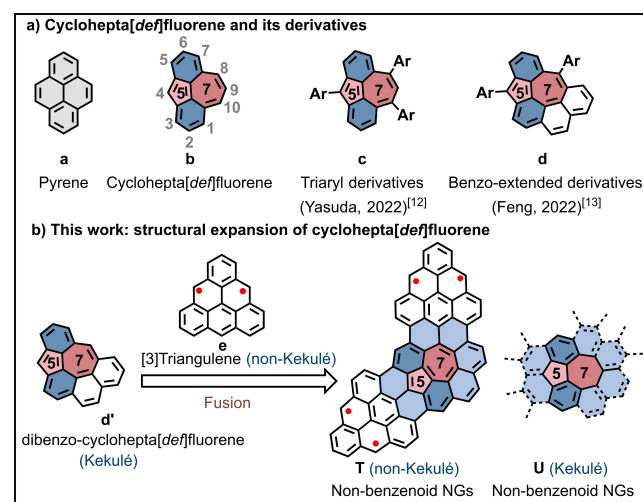 a) Cyclohepta[def]fluorene and its derivatives
6
7
5
8
4
5
7
9
10
3
1
2
Ar
5
7
Ar
Ar
Ar
Ar
5
7
a
b
c
d
Pyrene
Cyclohepta[def]fluorene
Triaryl derivatives
Benzo-extended derivatives
(Yasuda, 2022)[12]
(Feng, 2022)[13]
b) This work: structural expansion of cyclohepta[def]fluorene
e
[3]Triangulene (non-Kekulé)
Fusion
5
7
d'
dibenzo-cyclohepta[def]fluorene
(Kekulé)
7
5
T (non-Kekulé)
Non-benzenoid NGs
5
7
U (Kekulé)
Non-benzenoid NGs